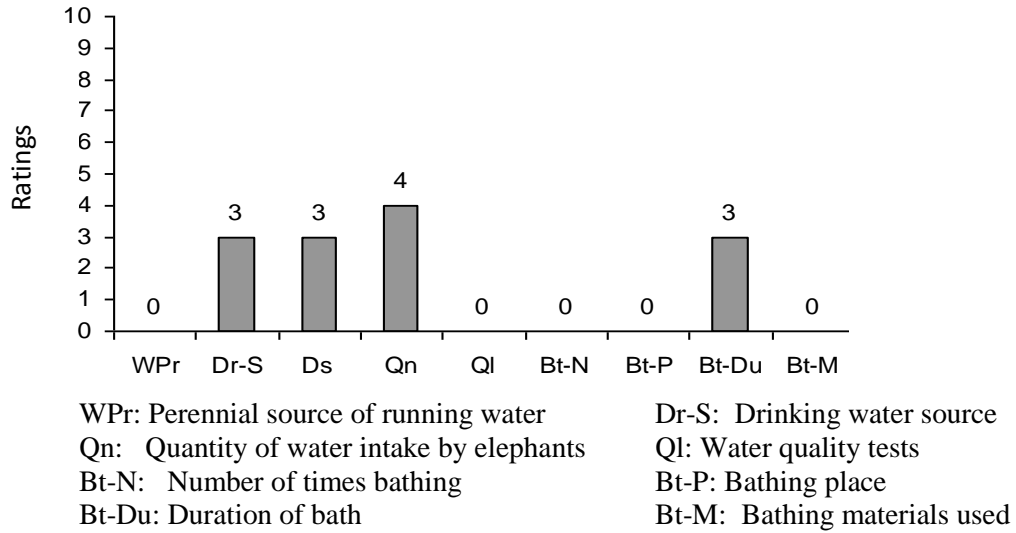 10
9
8
7
6
5
4
3
2
1
0
Ratings
0 3 3 4 0 0 0 3 0
WPr Dr-S Ds Qn Ql Bt-N Bt-P Bt-Du Bt-M
WPr: Perennial source of running water Dr-S: Drinking water source
Qn: Quantity of water intake by elephants Ql: Water quality tests
Bt-N: Number of times bathing Bt-P: Bathing place
Bt-Du: Duration of bath Bt-M: Bathing materials used